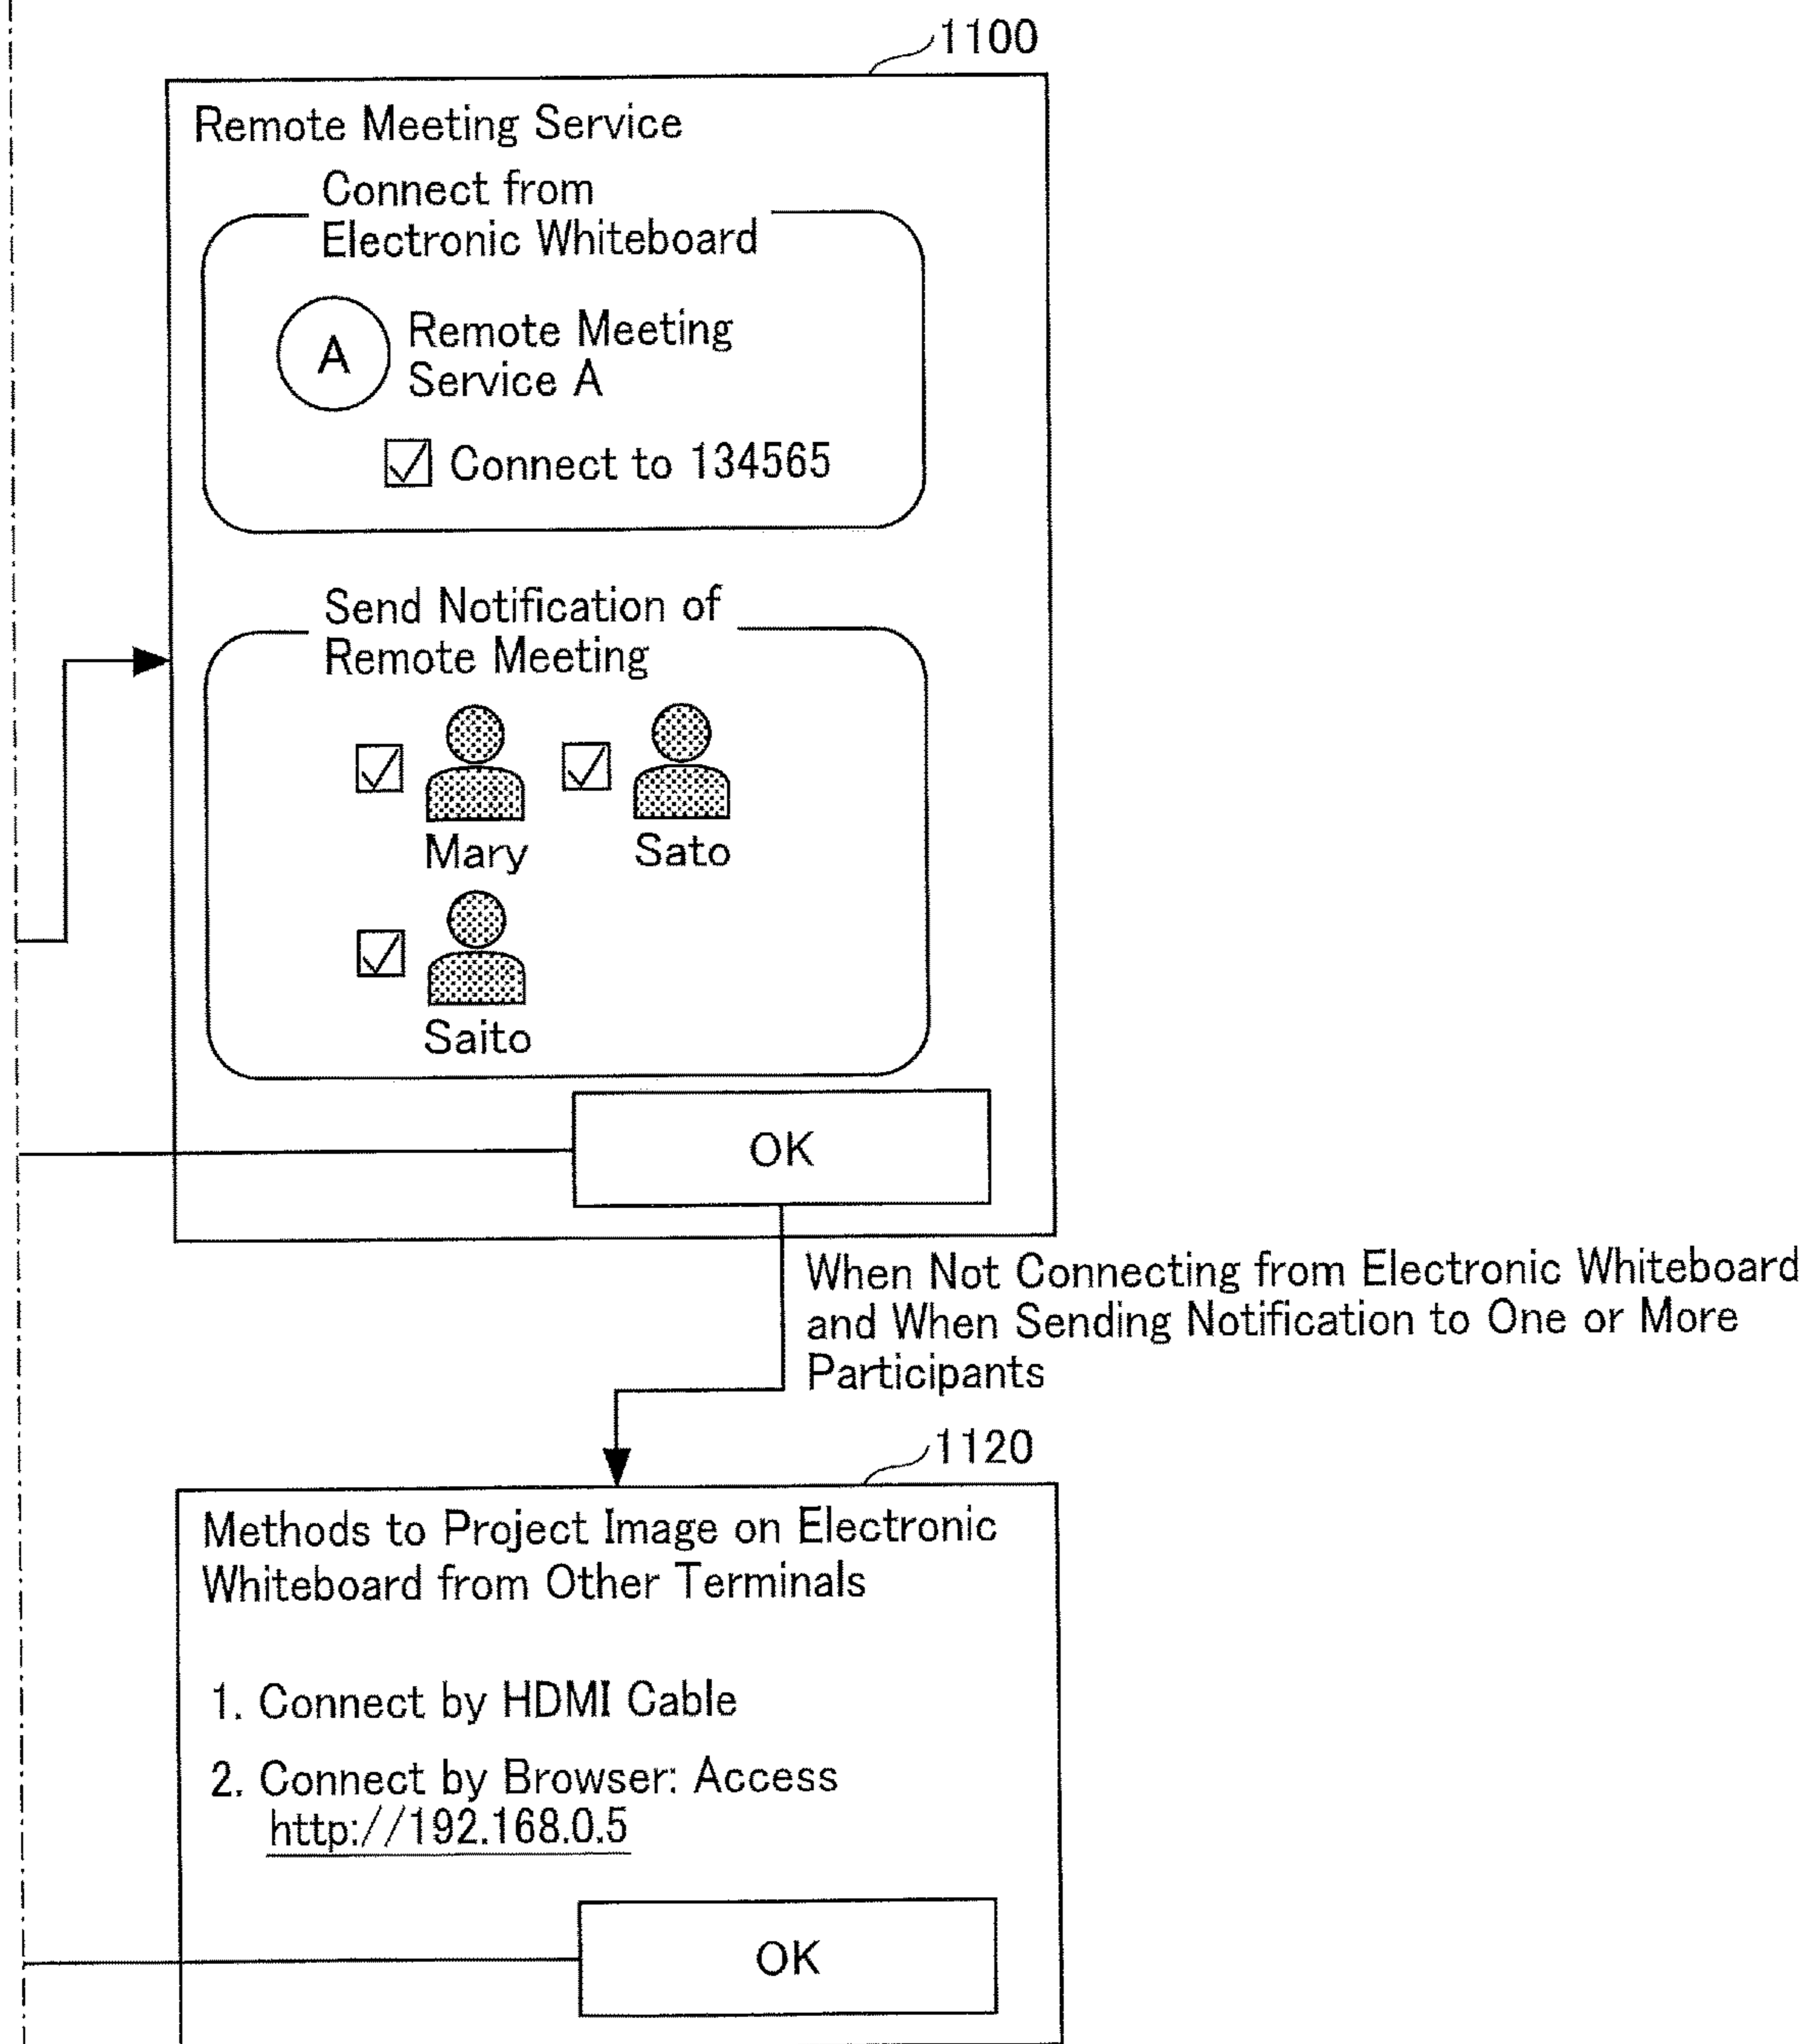 1100
Remote Meeting Service
Connect from
Electronic Whiteboard
A
Remote Meeting
Service A
Connect to 134565
Send Notification of
Remote Meeting
Mary
Sato
Saito
OK
When Not Connecting from Electronic Whiteboard
and When Sending Notification to One or More
Participants
1120
Methods to Project Image on Electronic
Whiteboard from Other Terminals
1. Connect by HDMI Cable
2. Connect by Browser: Access
http://192.168.0.5
OK